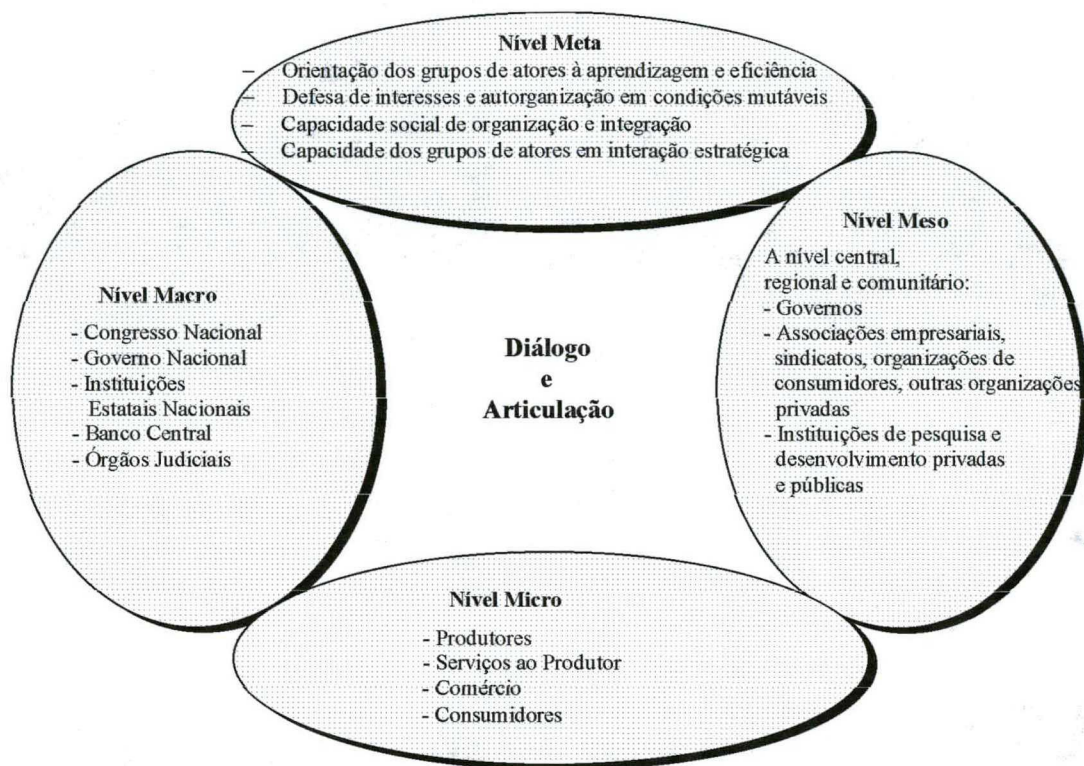 Nível Meta
– Orientação dos grupos de atores à aprendizagem e eficiência
– Defesa de interesses e autorganização em condições mutáveis
– Capacidade social de organização e integração
– Capacidade dos grupos de atores em interação estratégica
Nível Macro
- Congresso Nacional
- Governo Nacional
- Instituições
Estatais Nacionais
- Banco Central
- Órgãos Judiciais
Diálogo
e
Articulação
Nível Meso
A nível central,
regional e comunitário:
- Governos
- Associações empresariais,
sindicatos, organizações de
consumidores, outras organizações
privadas
- Instituições de pesquisa e
desenvolvimento privadas
e públicas
Nível Micro
- Produtores
- Serviços ao Produtor
- Comércio
- Consumidores